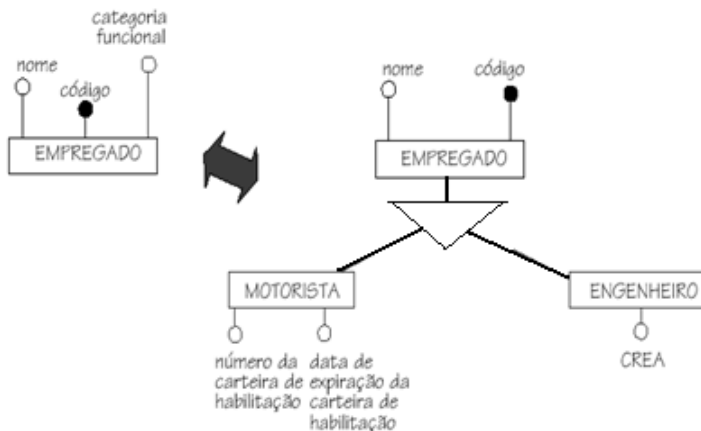 categoria
funcional
nome
código
EMPREGADO
nome
código
EMPREGADO
MOTORISTA
ENGENHEIRO
número da
carteira de
habilitação
data de
expiração da
carteira de
habilitação
CREA